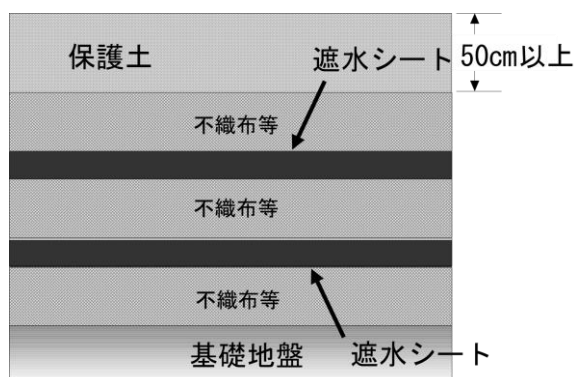 保護土
遮水シート
50cm以上
不織布等
不織布等
不織布等
基礎地盤
遮水シート